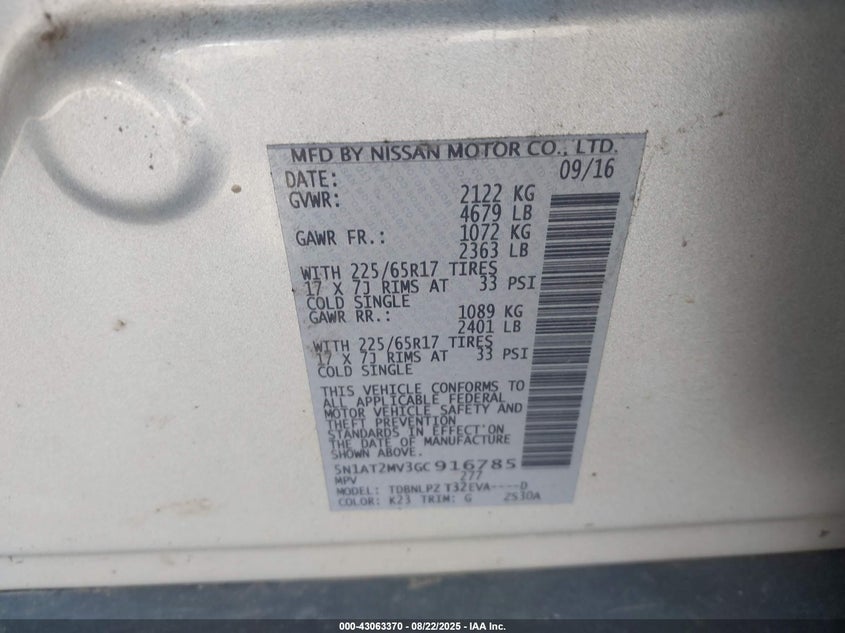 MFD BY NISSAN MOTOR CO., LTD.
DATE: 09/16
GVWR: 2122 KG
4679 LB
GAWR FR.: 1072 KG
2363 LB
WITH 225/65R17 TIRES
17 X 7J RIMS AT 33 PSI
COLD SINGLE
GAWR RR.: 1089 KG
2401 LB
WITH 225/65R17 TIRES
17 X 7J RIMS AT 33 PSI
COLD SINGLE
THIS VEHICLE CONFORMS TO
ALL APPLICABLE FEDERAL
MOTOR VEHICLE SAFETY AND
THEFT PREVENTION
STANDARDS IN EFFECT ON
THE DATE OF MANUFACTURE
SHOWN ABOVE.
5N1AT2MV3GC916785
MPV 277
MODEL: TDBNLPZ T32EVA----D
COLOR: K23 TRIM: G 2S30A
000-43063370 - 08/22/2025 - IAA Inc.